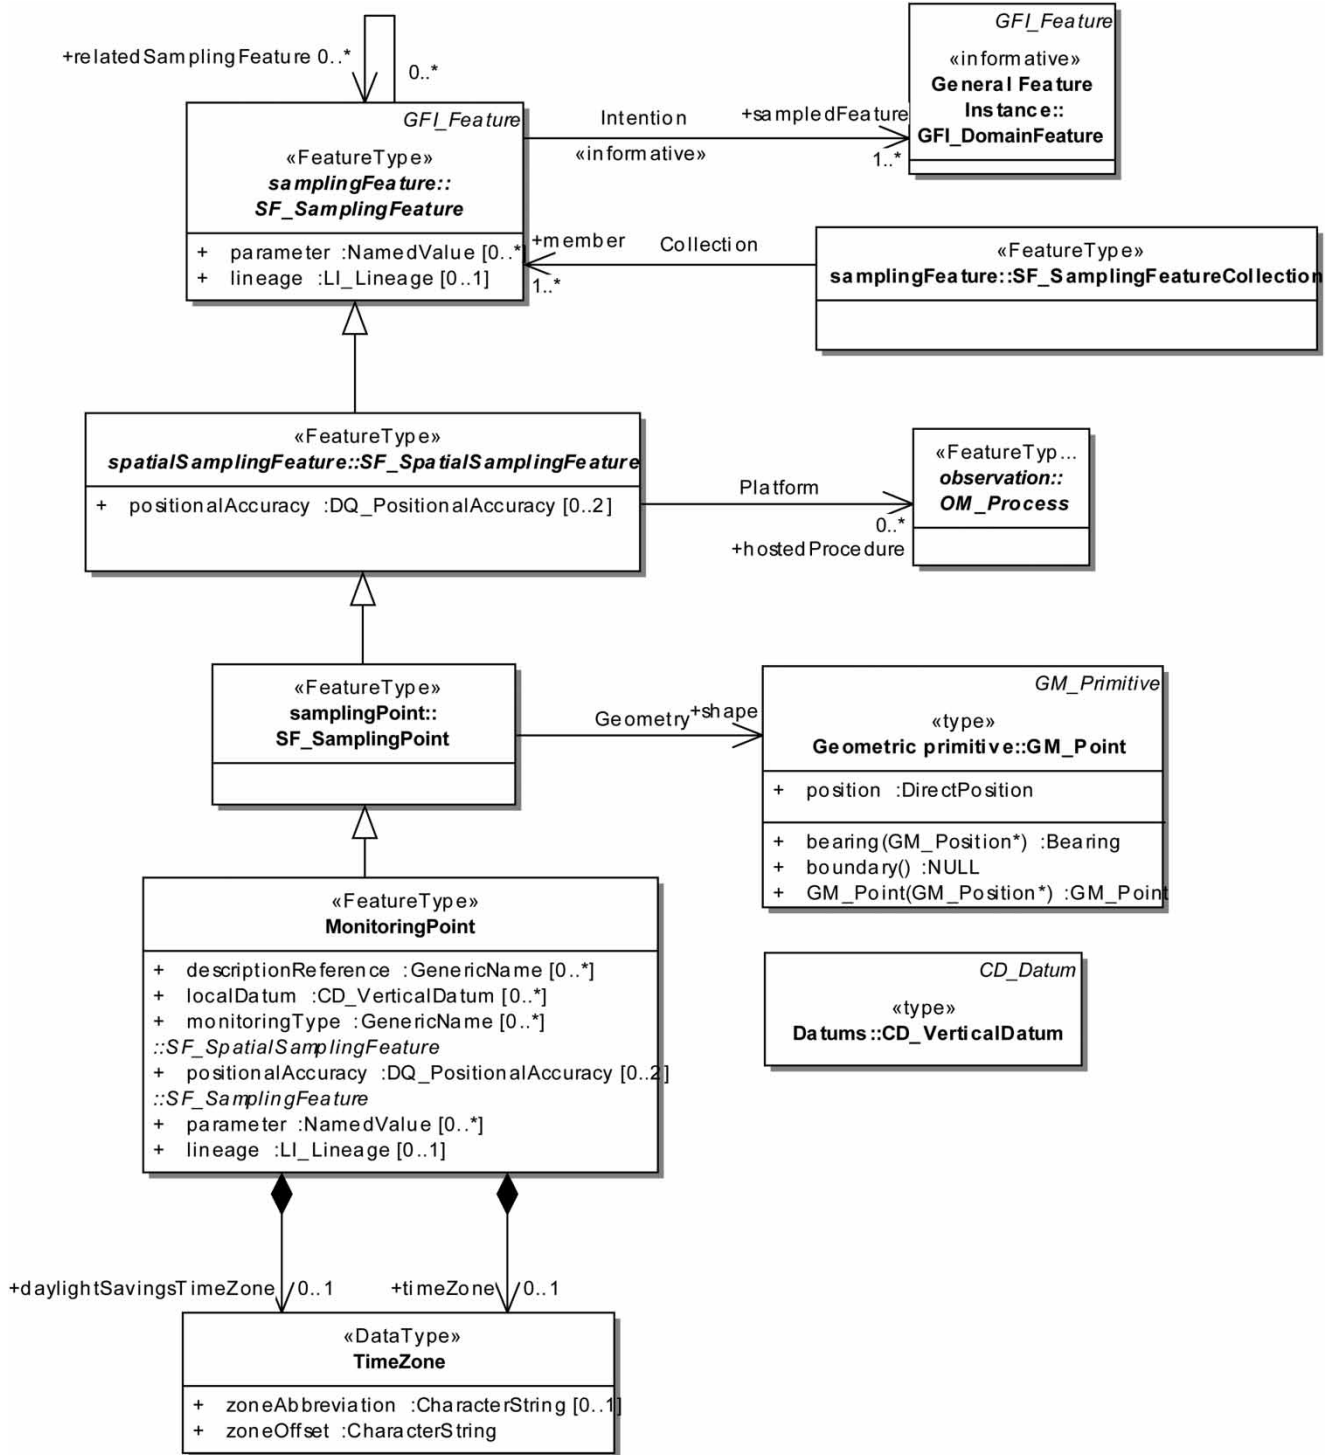 +relatedSamplingFeature 0..*
0..*
GFI_Feature
«FeatureType»
samplingFeature::
SF_SamplingFeature
+ parameter :NamedValue [0..*]
+ lineage :LI_Lineage [0..1]
Intention
«informative»
+sampledFeature
1..*
GFI_Feature
«informative»
General Feature
Instance::
GFI_DomainFeature
+member
1..*
Collection
«FeatureType»
samplingFeature::SF_SamplingFeatureCollection
«FeatureType»
spatialSamplingFeature::SF_SpatialSamplingFeature
+ positionalAccuracy :DQ_PositionalAccuracy [0..2]
Platform
0..*
+hostedProcedure
«FeatureTyp...
observation::
OM_Process
«FeatureType»
samplingPoint::
SF_SamplingPoint
Geometry
+shape
GM_Primitive
«type»
Geometric primitive::GM_Point
+ position :DirectPosition
+ bearing(GM_Position*) :Bearing
+ boundary() :NULL
+ GM_Point(GM_Position*) :GM_Point
«FeatureType»
MonitoringPoint
+ descriptionReference :GenericName [0..*]
+ localDatum :CD_VerticalDatum [0..*]
+ monitoringType :GenericName [0..*]
::SF_SpatialSamplingFeature
+ positionalAccuracy :DQ_PositionalAccuracy [0..2]
::SF_SamplingFeature
+ parameter :NamedValue [0..*]
+ lineage :LI_Lineage [0..1]
CD_Datum
«type»
Datums::CD_VerticalDatum
+daylightSavingsTimeZone
0..1
+timeZone
0..1
«DataType»
TimeZone
+ zoneAbbreviation :CharacterString [0..1]
+ zoneOffset :CharacterString